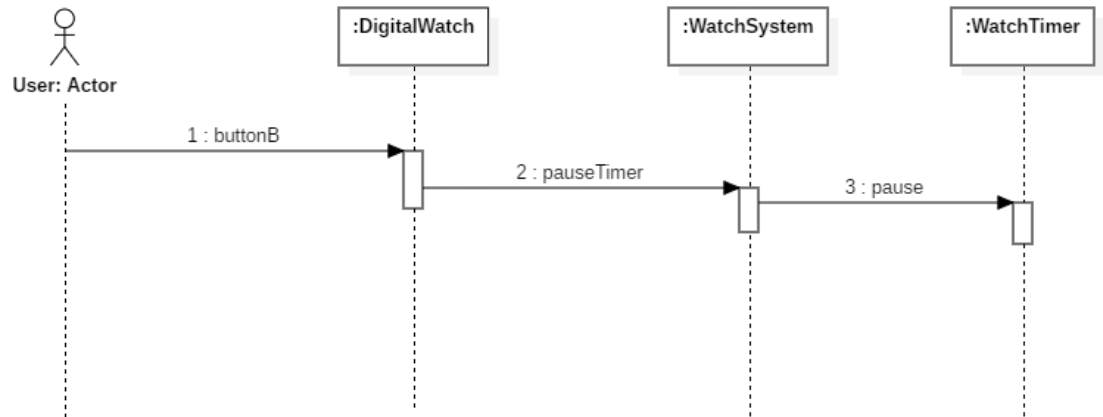 :DigitalWatch
:WatchSystem
:WatchTimer
User: Actor
1 : buttonB
2 : pauseTimer
3 : pause